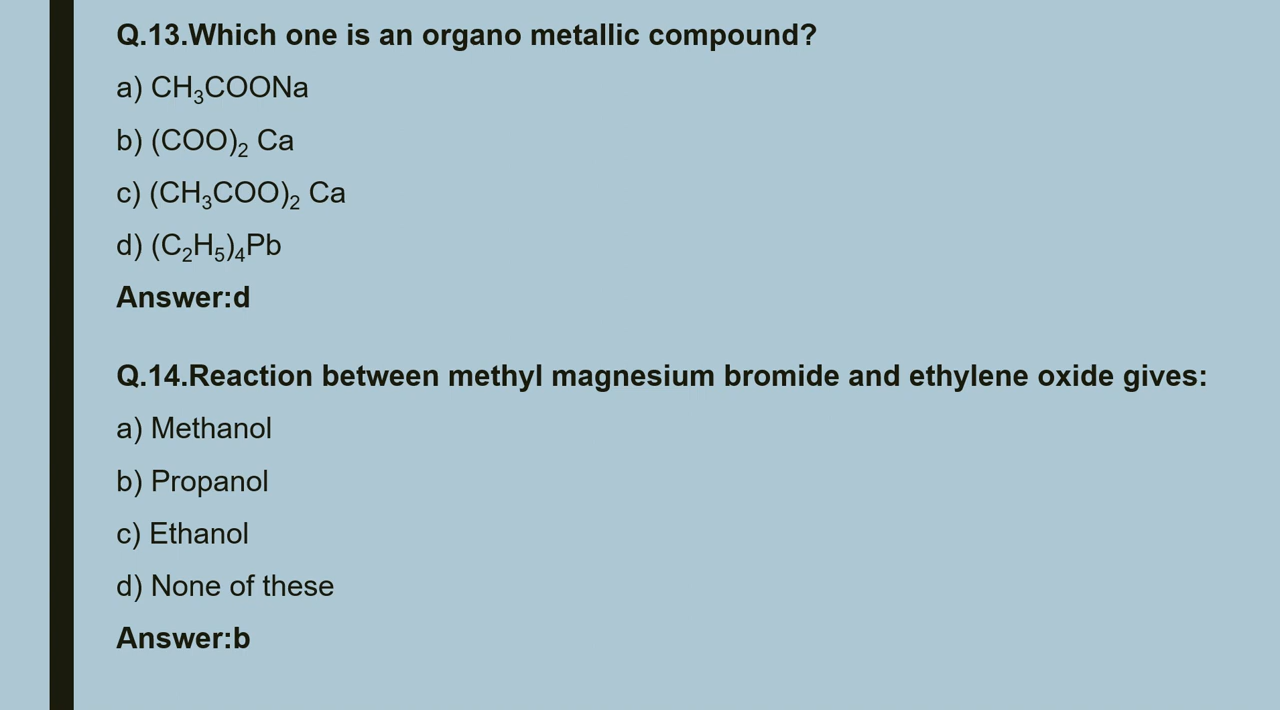 Q.13.Which one is an organo metallic compound?
a) CH₃COONa
b) (COO)₂ Ca
c) (CH₃COO)₂ Ca
d) (C₂H₅)₄Pb
Answer:d
Q.14.Reaction between methyl magnesium bromide and ethylene oxide gives:
a) Methanol
b) Propanol
c) Ethanol
d) None of these
Answer:b